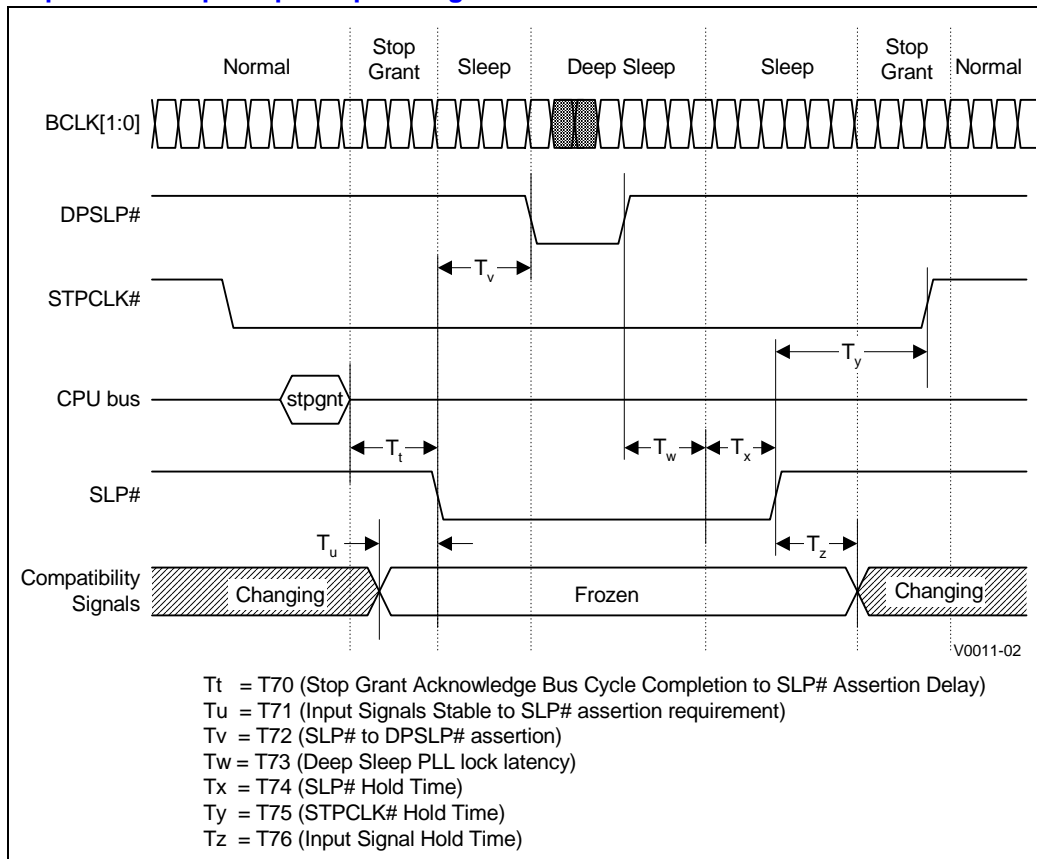 Stop Grant
Stop Grant
Normal
Sleep
Deep Sleep
Sleep
Normal
BCLK[1:0]
DPSLP#
Tv
STPCLK#
Ty
CPU bus
stpgnt
Tt
Tw
Tx
SLP#
Tu
Tz
Compatibility
Signals
Changing
Frozen
Changing
V0011-02
Tt = T70 (Stop Grant Acknowledge Bus Cycle Completion to SLP# Assertion Delay)
Tu = T71 (Input Signals Stable to SLP# assertion requirement)
Tv = T72 (SLP# to DPSLP# assertion)
Tw = T73 (Deep Sleep PLL lock latency)
Tx = T74 (SLP# Hold Time)
Ty = T75 (STPCLK# Hold Time)
Tz = T76 (Input Signal Hold Time)